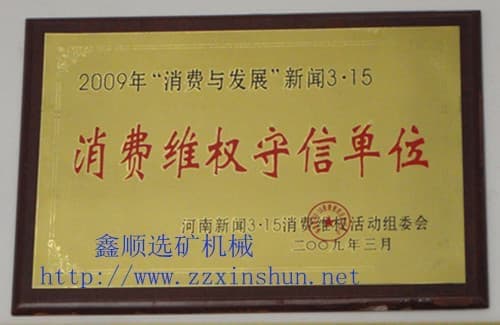 2009年“消费与发展”新闻3·15
消费维权守信单位
河南新闻3·15消费维权活动组委会
二〇〇九年三月
鑫顺选矿机械
http://www.zzxinshun.net